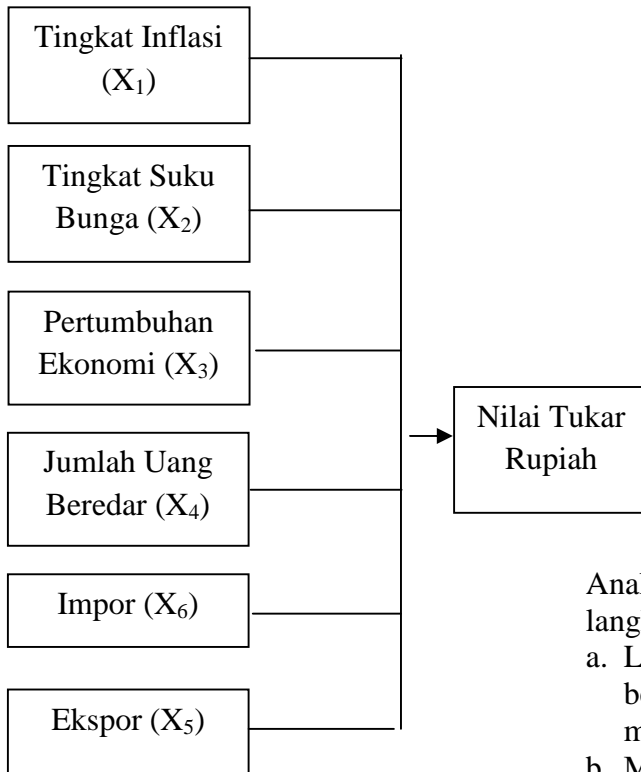 Tingkat Inflasi
(X₁)
Tingkat Suku
Bunga (X₂)
Pertumbuhan
Ekonomi (X₃)
Jumlah Uang
Beredar (X₄)
Impor (X₆)
Ekspor (X₅)
Nilai Tukar
Rupiah
a.
b.